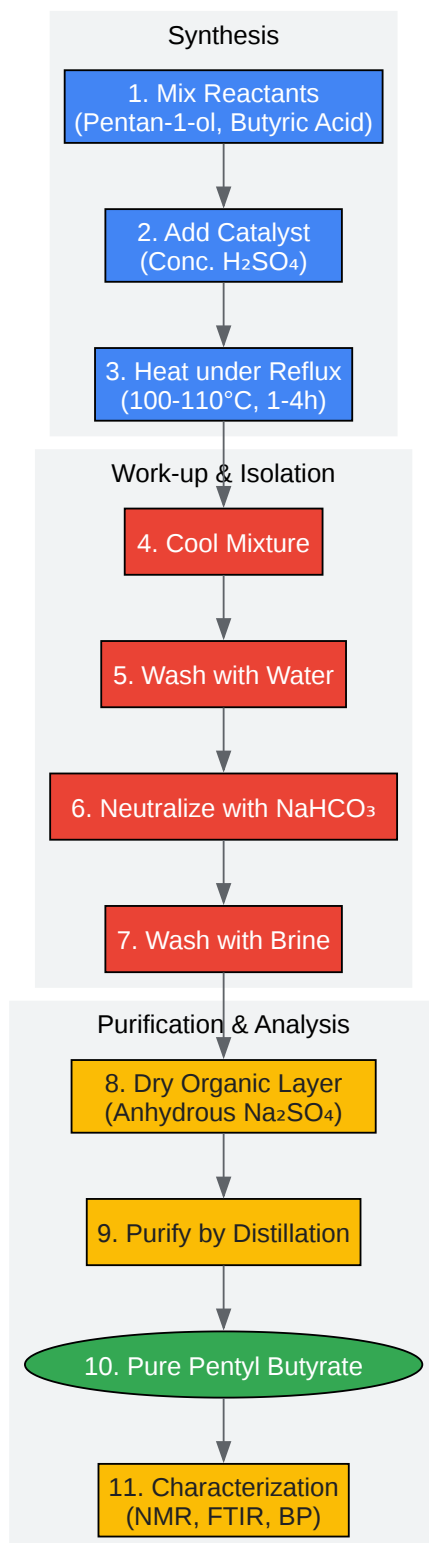 Synthesis
1. Mix Reactants
(Pentan-1-ol, Butyric Acid)
2. Add Catalyst
(Conc. H₂SO₄)
3. Heat under Reflux
(100-110°C, 1-4h)
Work-up & Isolation
4. Cool Mixture
5. Wash with Water
6. Neutralize with NaHCO₃
7. Wash with Brine
Purification & Analysis
8. Dry Organic Layer
(Anhydrous Na₂SO₄)
9. Purify by Distillation
10. Pure Pentyl Butyrate
11. Characterization
(NMR, FTIR, BP)